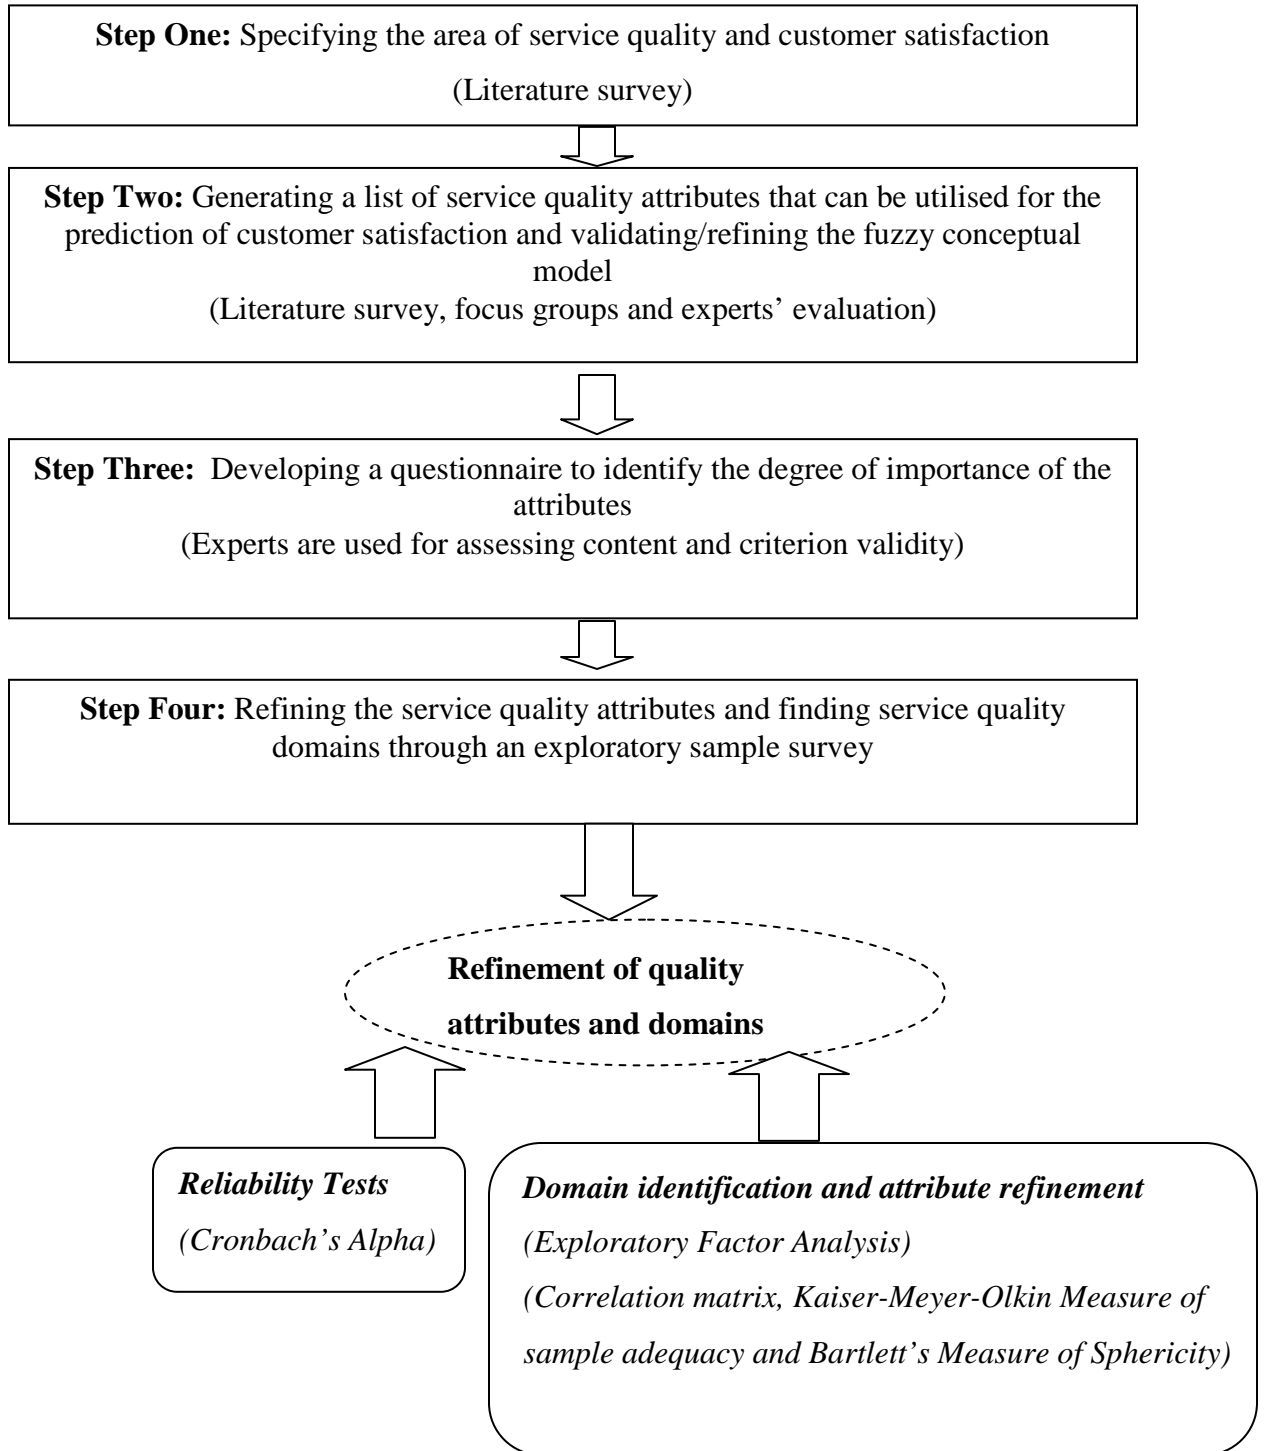 Step One: Specifying the area of service quality and customer satisfaction
(Literature survey)
Step Two: Generating a list of service quality attributes that can be utilised for the
prediction of customer satisfaction and validating/refining the fuzzy conceptual
model
(Literature survey, focus groups and experts’ evaluation)
Step Three: Developing a questionnaire to identify the degree of importance of the
attributes
(Experts are used for assessing content and criterion validity)
Step Four: Refining the service quality attributes and finding service quality
domains through an exploratory sample survey
Refinement of quality
attributes and domains
Reliability Tests
(Cronbach’s Alpha)
Domain identification and attribute refinement
(Exploratory Factor Analysis)
(Correlation matrix, Kaiser-Meyer-Olkin Measure of
sample adequacy and Bartlett’s Measure of Sphericity)